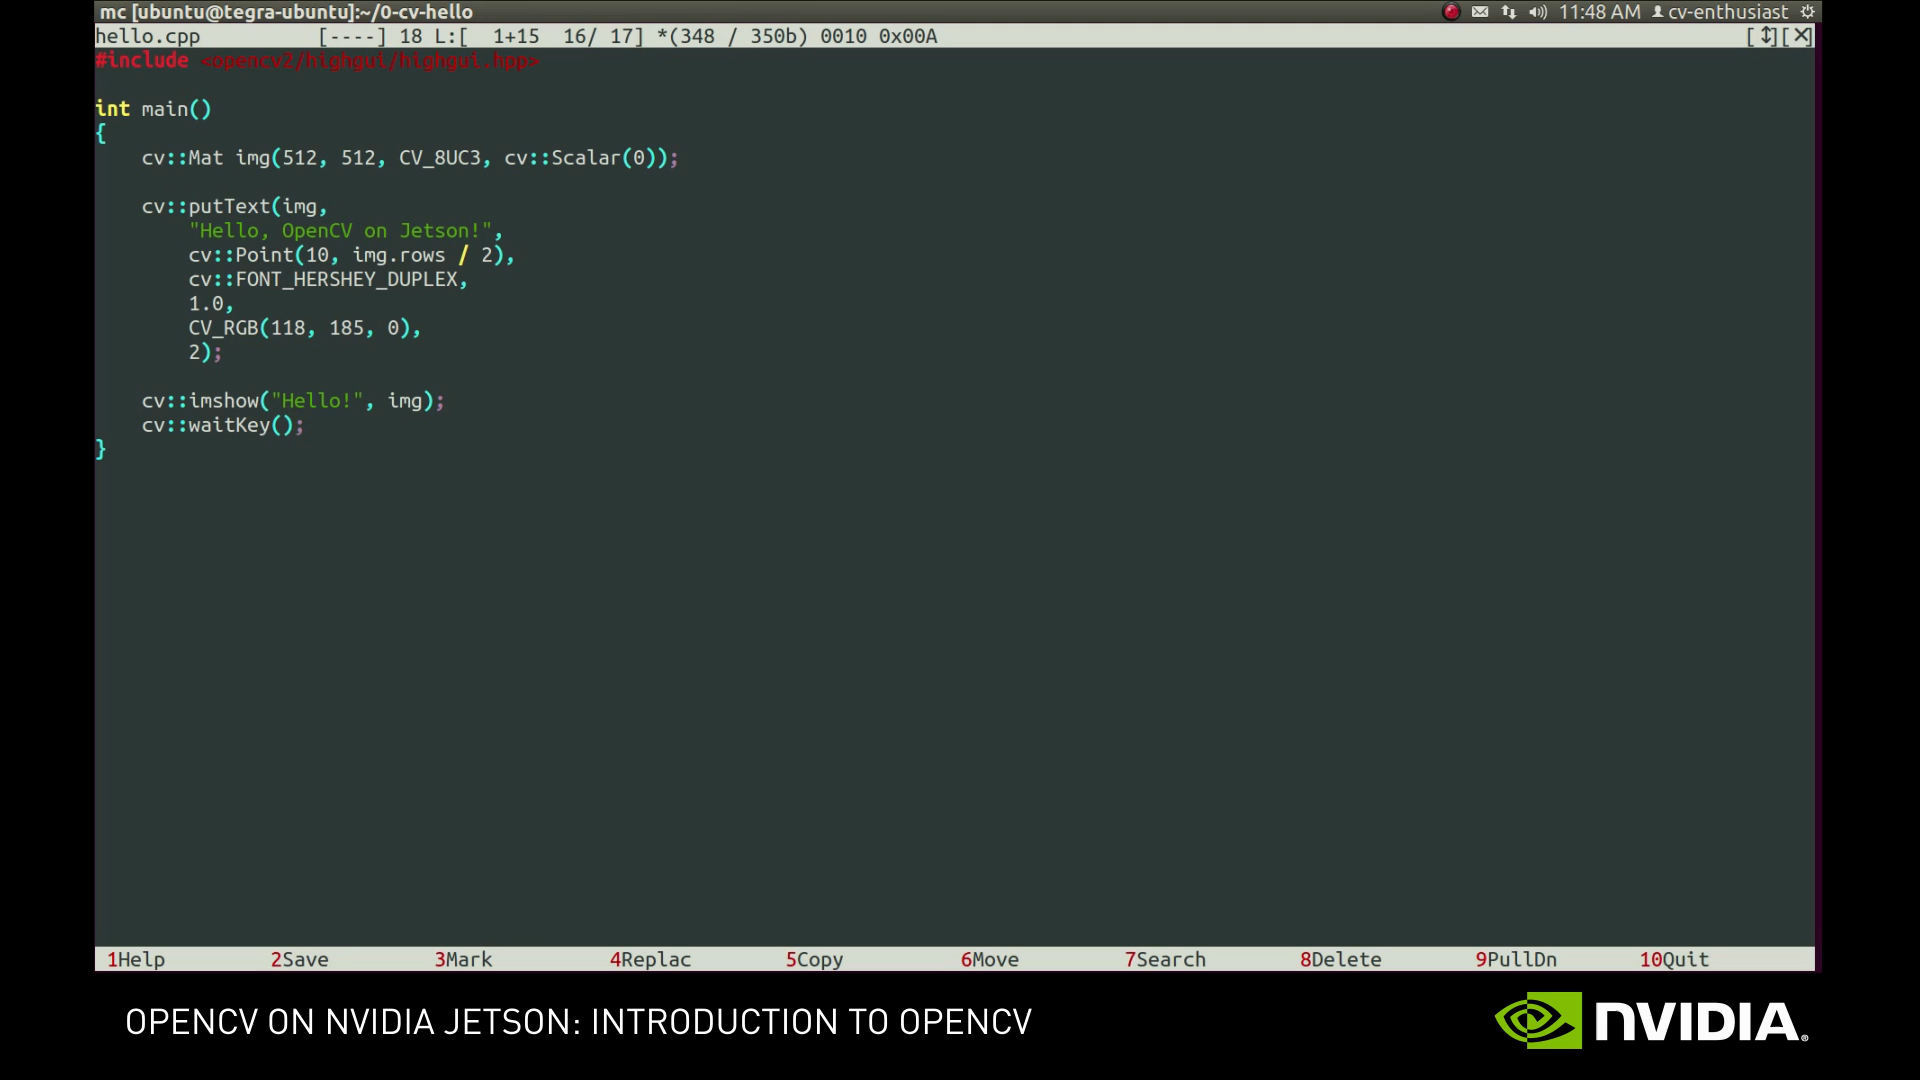 mc [ubuntu@tegra-ubuntu]:~/0-cv-hello 11:48 AM cv-enthusiast
hello.cpp [----] 18 L:[ 1+15 16/ 17] *(348 / 350b) 0010 0x00A [↕][X]
#include <opencv2/highgui/highgui.hpp>
int main()
{
cv::Mat img(512, 512, CV_8UC3, cv::Scalar(0));
cv::putText(img,
"Hello, OpenCV on Jetson!",
cv::Point(10, img.rows / 2),
cv::FONT_HERSHEY_DUPLEX,
1.0,
CV_RGB(118, 185, 0),
2);
cv::imshow("Hello!", img);
cv::waitKey();
}
1Help 2Save 3Mark 4Replac 5Copy 6Move 7Search 8Delete 9PullDn 10Quit
OPENCV ON NVIDIA JETSON: INTRODUCTION TO OPENCV
NVIDIA.